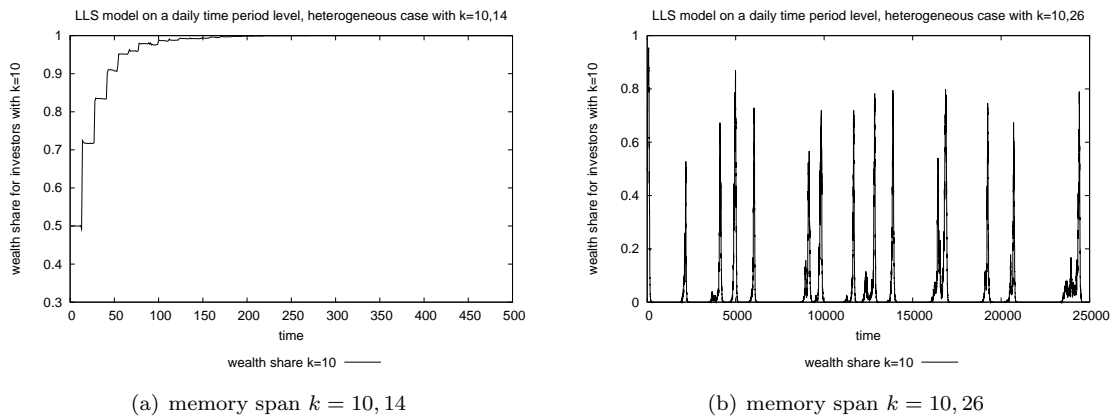 LLS model on a daily time period level, heterogeneous case with k=10,14
1
0.9
0.8
0.7
0.6
0.5
0.4
0.3
wealth share for investors with k=10
0 50 100 150 200 250 300 350 400 450 500
time
wealth share k=10
(a) memory span k = 10, 14
LLS model on a daily time period level, heterogeneous case with k=10,26
1
0.8
0.6
0.4
0.2
0
wealth share for investors with k=10
0 5000 10000 15000 20000 25000
time
wealth share k=10
(b) memory span k = 10, 26